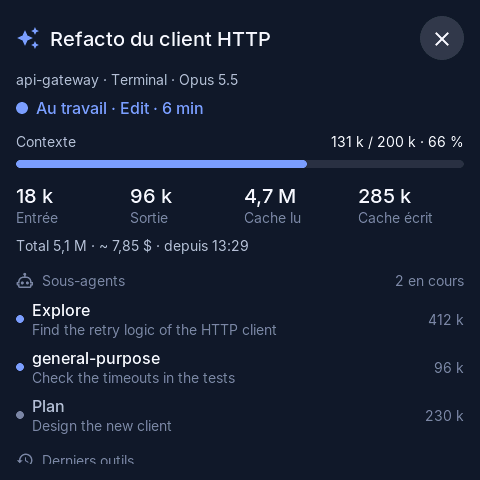 Refacto du client HTTP
api-gateway · Terminal · Opus 5.5
Au travail · Edit · 6 min
Contexte 131 k / 200 k · 66 %
18 k 96 k 4,7 M 285 k
Entrée Sortie Cache lu Cache écrit
Total 5,1 M · ~ 7,85 $ · depuis 13:29
Sous-agents 2 en cours
Explore
Find the retry logic of the HTTP client 412 k
general-purpose
Check the timeouts in the tests 96 k
Plan
Design the new client 230 k
Derniers outils